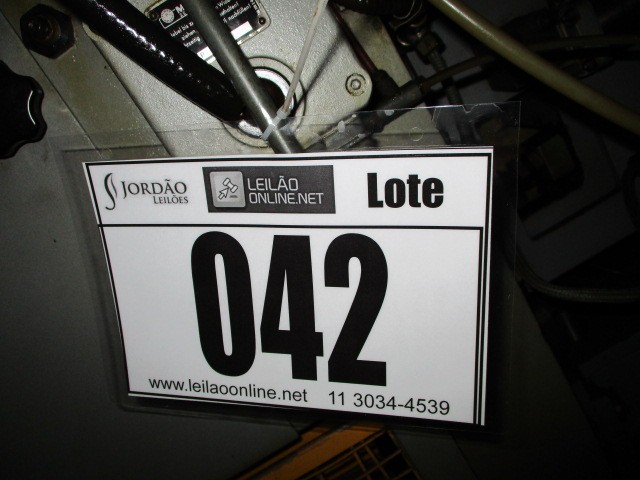 JORDÃO
LEILÕES
LEILÃO
ONLINE.NET
Lote
042
www.leilaoonline.net 11 3034-4539